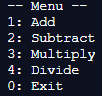 -- Menu --
1: Add
2: Subtract
3: Multiply
4: Divide
0: Exit